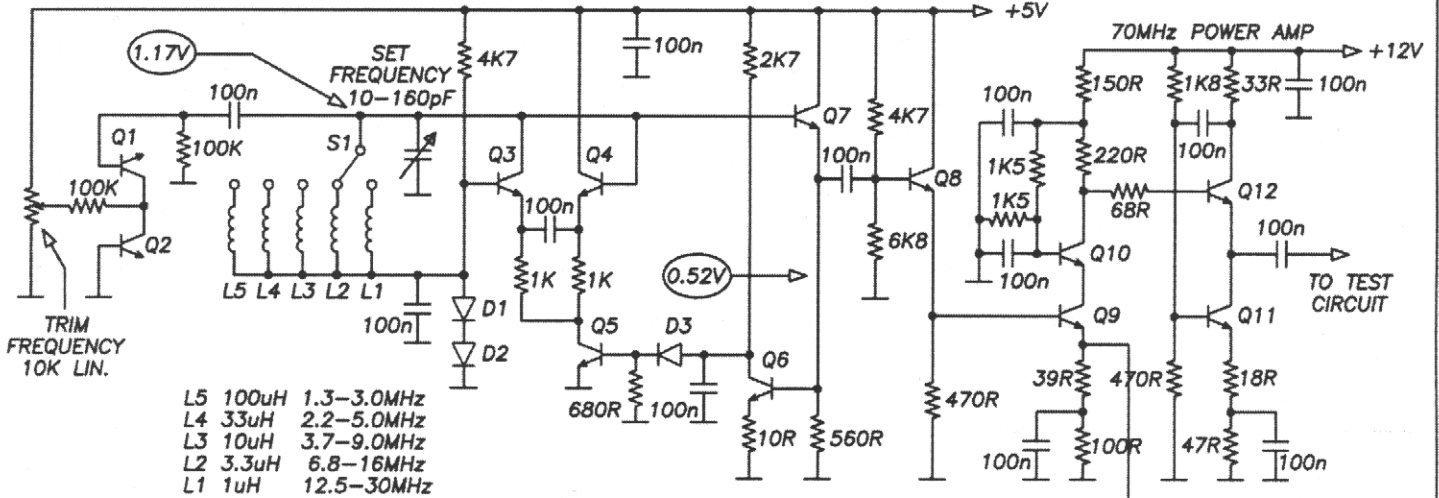 +5V
70MHz POWER AMP
+12V
1.17V
SET
FREQUENCY
10-160pF
4K7
100n
2K7
150R
1K8
33R
100n
100n
100n
Q1
100K
S1
Q3
Q4
Q7
4K7
100n
1K5
220R
100n
100K
Q2
100n
100n
Q8
1K5
68R
Q12
100n
6K8
100n
Q10
TO TEST
CIRCUIT
L5
L4
L3
L2
L1
1K
1K
0.52V
100n
D1
D2
Q5
D3
Q6
Q9
Q11
TRIM
FREQUENCY
10K LIN.
680R
100n
10R
560R
470R
39R
470R
18R
100n
100R
47R
100n
L5 100uH 1.3-3.0MHz
L4 33uH 2.2-5.0MHz
L3 10uH 3.7-9.0MHz
L2 3.3uH 6.8-16MHz
L1 1uH 12.5-30MHz